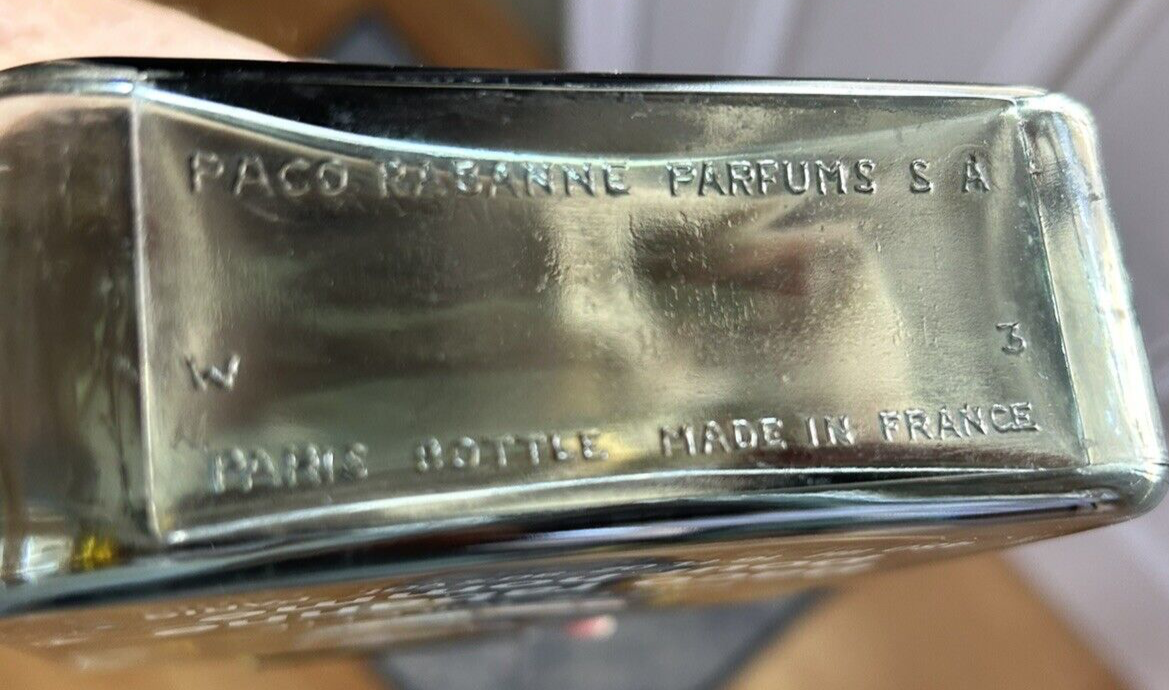 PACO RABANNE PARFUMS S A
W 3
PARIS BOTTLE MADE IN FRANCE